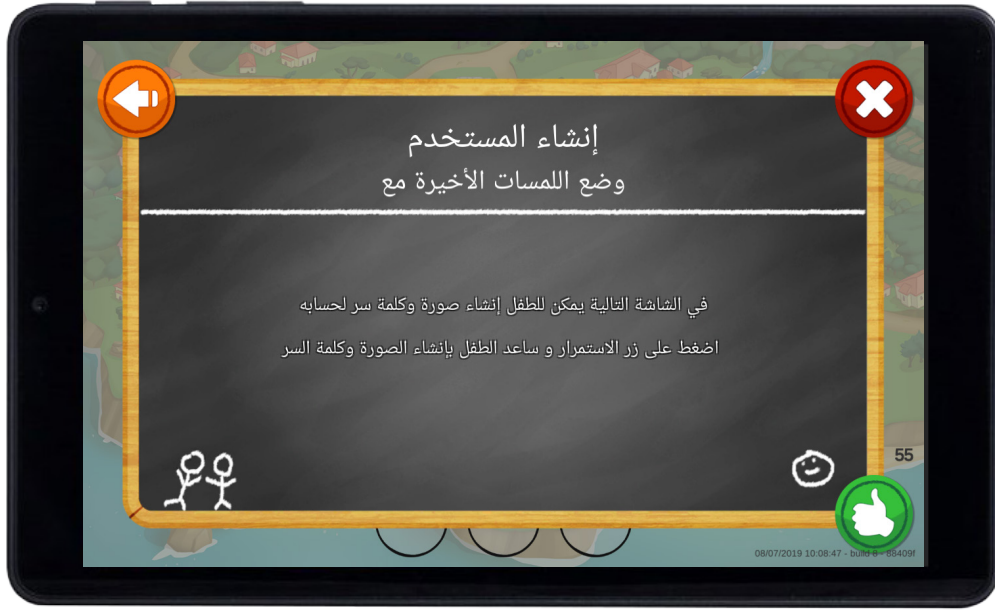 إنشاء المستخدم
وضع اللمسات الأخيرة مع
في الشاشة التالية يمكن للطفل إنشاء صورة وكلمة سر لحسابه
اضغط على زر الاستمرار و ساعد الطفل بإنشاء الصورة وكلمة السر
55
08/07/2019 10:08:47 - build 8 - 88409f